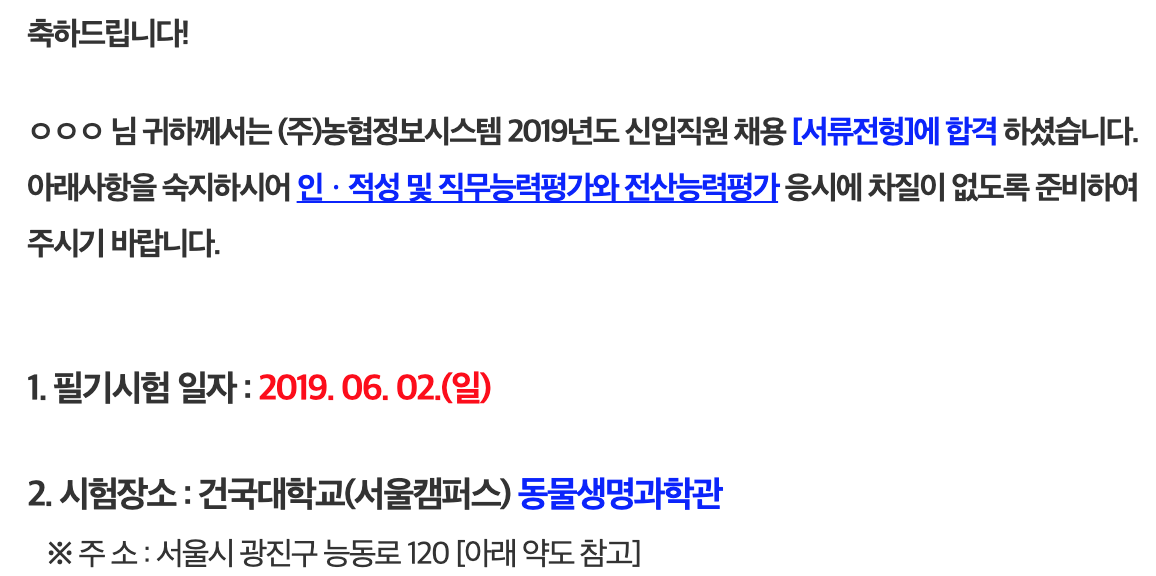 축하드립니다!
ㅇㅇㅇ 님 귀하께서는 (주)농협정보시스템 2019년도 신입직원 채용 [서류전형]에 합격 하셨습니다.
아래사항을 숙지하시어 인ㆍ적성 및 직무능력평가와 전산능력평가 응시에 차질이 없도록 준비하여
주시기 바랍니다.
1. 필기시험 일자 : 2019. 06. 02.(일)
2. 시험장소 : 건국대학교(서울캠퍼스) 동물생명과학관
※ 주 소 : 서울시 광진구 능동로 120 [아래 약도 참고]